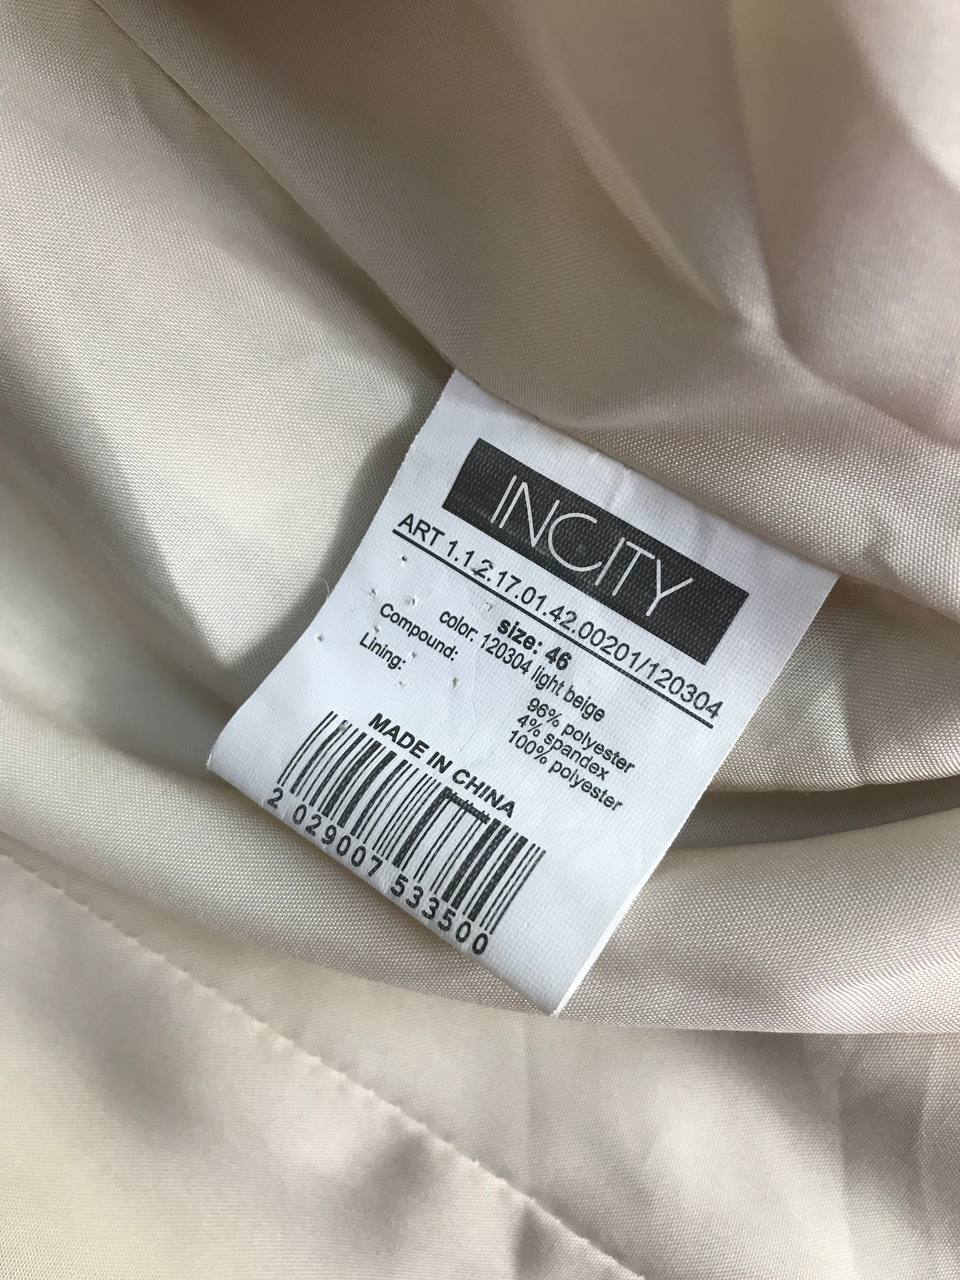 INCITY
ART 1.1.2.17.01.42.00201/120304
size: 46
color: 120304 light beige
Compound: 96% polyester
4% spandex
Lining: 100% polyester
MADE IN CHINA
2 029007 533500